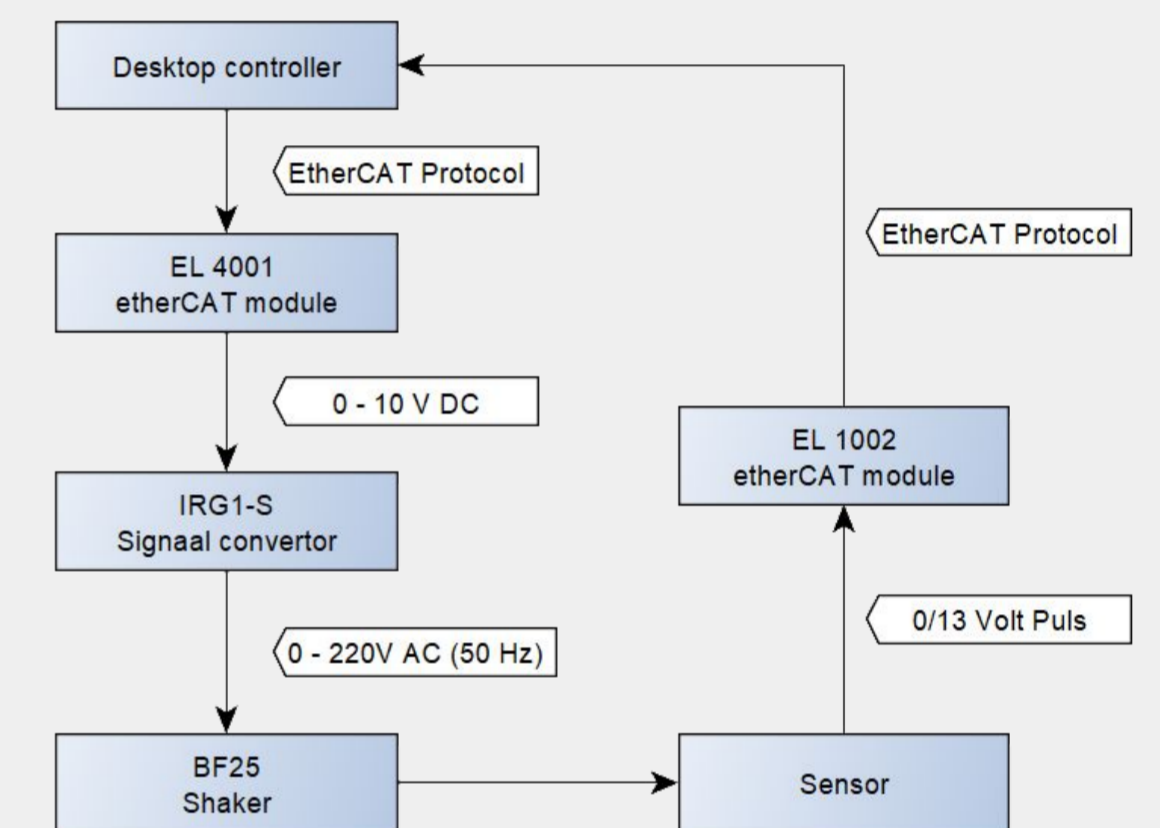 Desktop controller
EtherCAT Protocol
EtherCAT Protocol
EL 4001
etherCAT module
0 - 10 V DC
EL 1002
etherCAT module
IRG1-S
Signaal convertor
0/13 Volt Puls
0 - 220V AC (50 Hz)
BF25
Shaker
Sensor